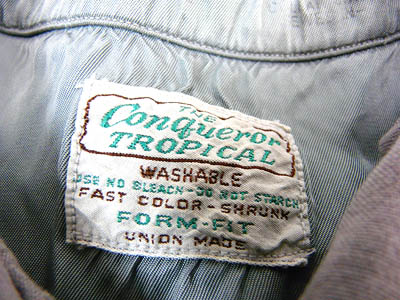 THE
Conqueror
TROPICAL
WASHABLE
USE NO BLEACH-DO NOT STARCH
FAST COLOR-SHRUNK
FORM-FIT
UNION MADE